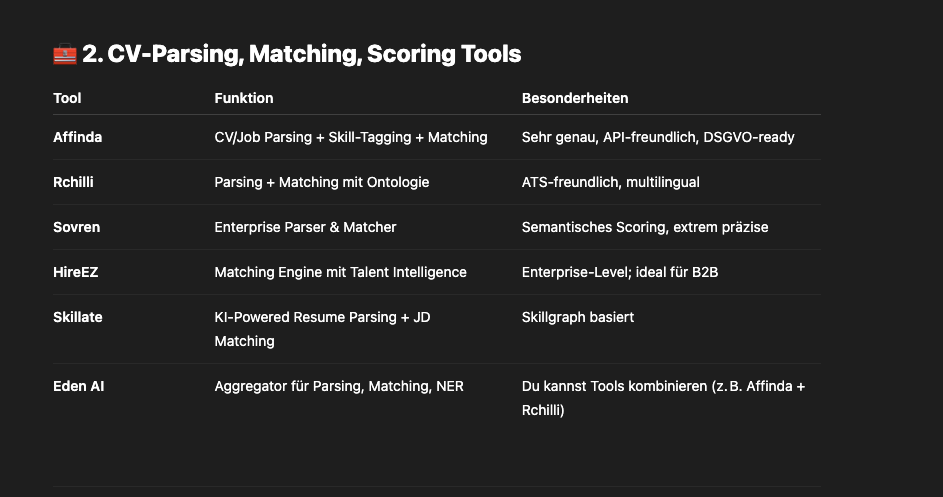 🧰 2. CV-Parsing, Matching, Scoring Tools
Tool Funktion Besonderheiten
Affinda CV/Job Parsing + Skill-Tagging + Matching Sehr genau, API-freundlich, DSGVO-ready
Rchilli Parsing + Matching mit Ontologie ATS-freundlich, multilingual
Sovren Enterprise Parser & Matcher Semantisches Scoring, extrem präzise
HireEZ Matching Engine mit Talent Intelligence Enterprise-Level; ideal für B2B
Skillate KI-Powered Resume Parsing + JD Skillgraph basiert
Matching
Eden AI Aggregator für Parsing, Matching, NER Du kannst Tools kombinieren (z. B. Affinda +
Rchilli)